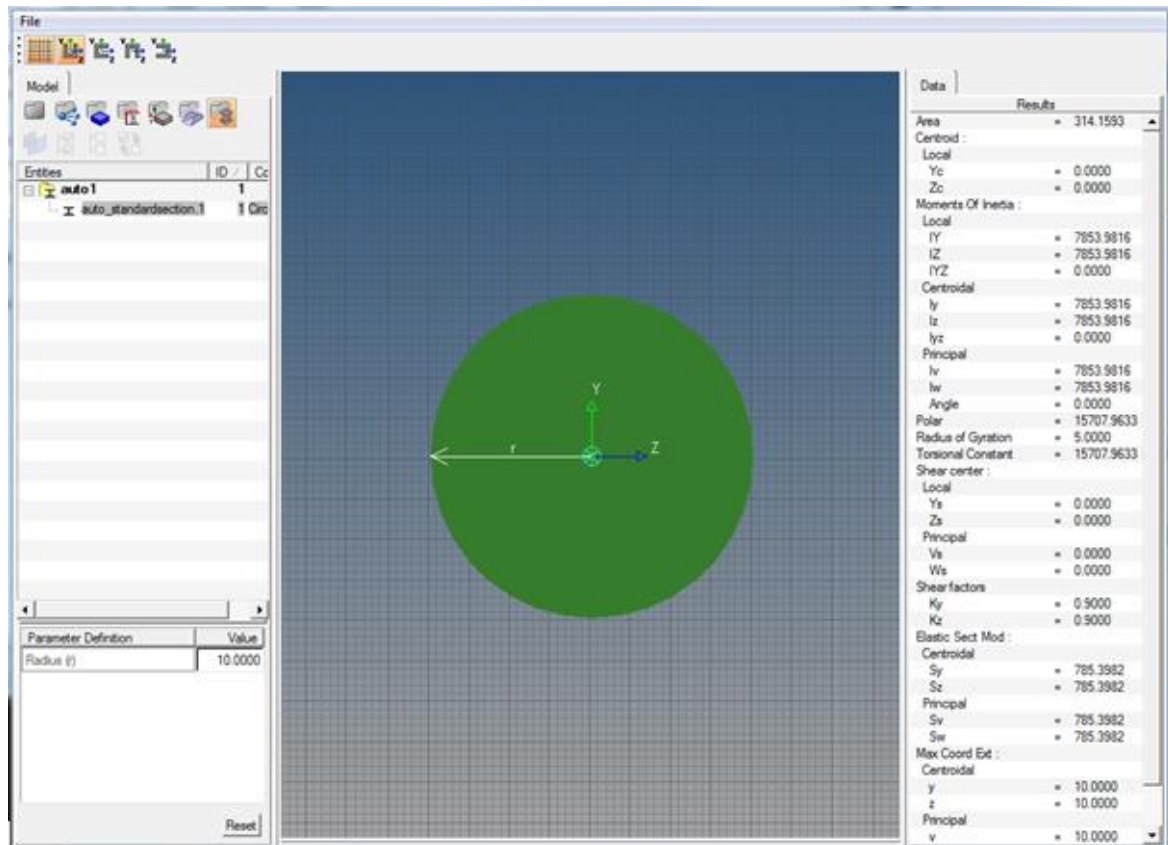 File
Model
Entities ID / Cc
auto1 1
auto_standardsection.1 1 Circ
Parameter Definition Value
Radius (r) 10.0000
Reset
Y
r
Z
Data
Results
Area = 314.1593
Centroid :
Local
Yc = 0.0000
Zc = 0.0000
Moments Of Inertia :
Local
IY = 7853.9816
IZ = 7853.9816
IYZ = 0.0000
Centroidal
Iy = 7853.9816
Iz = 7853.9816
Iyz = 0.0000
Principal
Iv = 7853.9816
Iw = 7853.9816
Angle = 0.0000
Polar = 15707.9633
Radius of Gyration = 5.0000
Torsional Constant = 15707.9633
Shear center :
Local
Ys = 0.0000
Zs = 0.0000
Principal
Vs = 0.0000
Ws = 0.0000
Shear factors
Ky = 0.9000
Kz = 0.9000
Elastic Sect Mod :
Centroidal
Sy = 785.3982
Sz = 785.3982
Principal
Sv = 785.3982
Sw = 785.3982
Max Coord Ext :
Centroidal
y = 10.0000
z = 10.0000
Principal
v = 10.0000